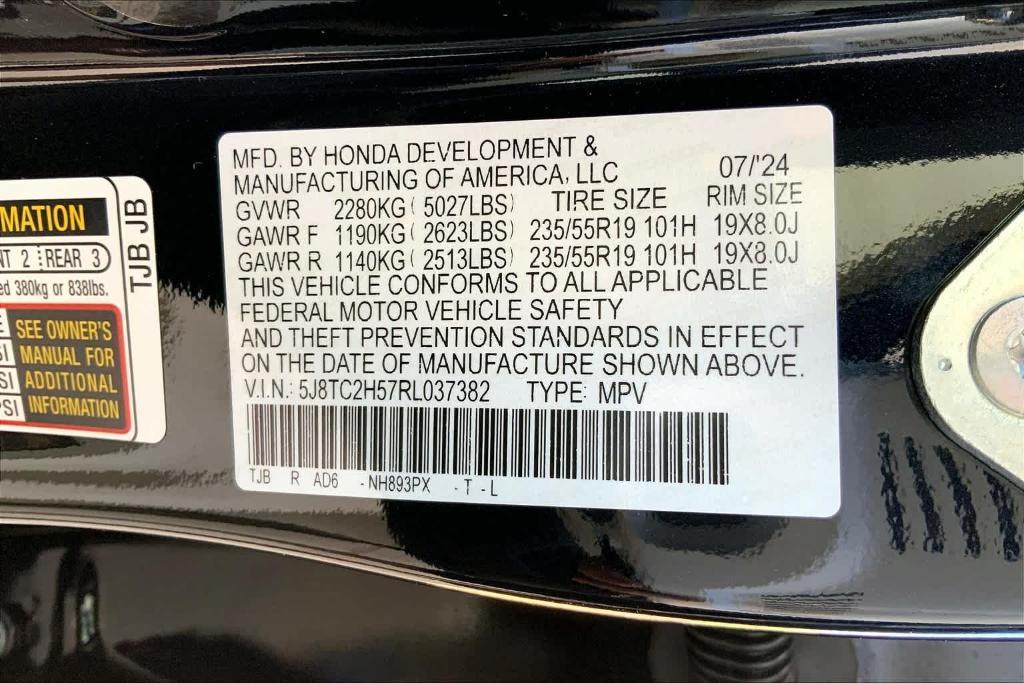 MFD. BY HONDA DEVELOPMENT &
MANUFACTURING OF AMERICA, LLC 07/'24
GVWR 2280KG ( 5027LBS) TIRE SIZE RIM SIZE
GAWR F 1190KG ( 2623LBS) 235/55R19 101H 19X8.0J
GAWR R 1140KG ( 2513LBS) 235/55R19 101H 19X8.0J
THIS VEHICLE CONFORMS TO ALL APPLICABLE
FEDERAL MOTOR VEHICLE SAFETY
AND THEFT PREVENTION STANDARDS IN EFFECT
ON THE DATE OF MANUFACTURE SHOWN ABOVE.
V.I.N.: 5J8TC2H57RL037382 TYPE: MPV
TJB R AD6 -NH893PX - T - L
MATION
NT 2 REAR 3
ed 380kg or 838lbs.
SEE OWNER'S
MANUAL FOR
ADDITIONAL
INFORMATION
PSI
TJB JB